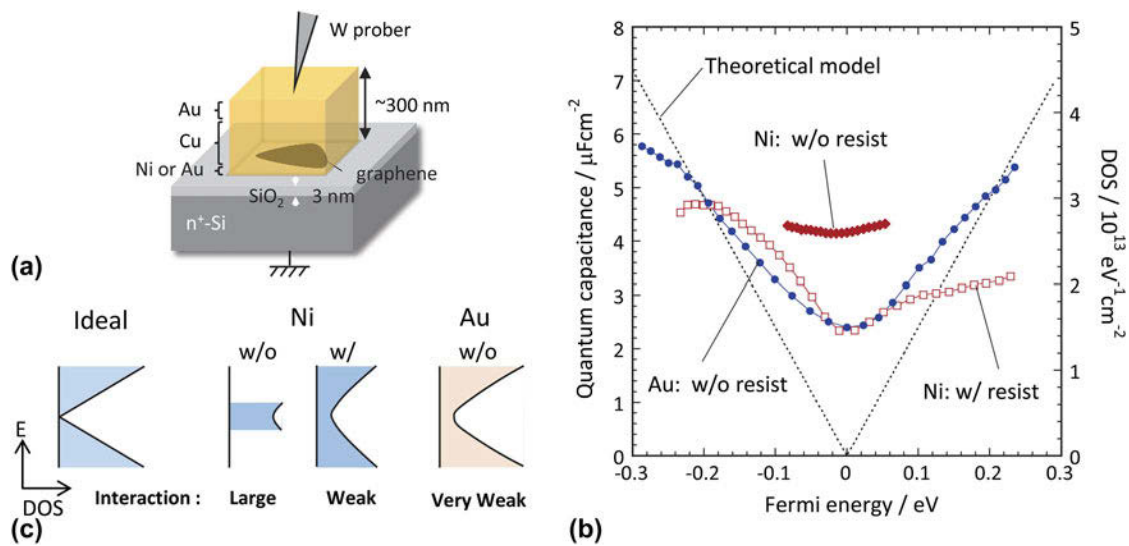 W prober
Au
Cu
Ni or Au
~300 nm
graphene
SiO2 3 nm
n+-Si
(a)
Ideal
Ni
Au
w/o
w/
w/o
E
DOS
Interaction :
Large
Weak
Very Weak
(c)
Quantum capacitance / μFcm-2
8
7
6
5
4
3
2
1
0
-0.3
-0.2
-0.1
0
0.1
0.2
0.3
Fermi energy / eV
5
4
3
2
1
0
DOS / 10^13 eV-1cm-2
Theoretical model
Ni: w/o resist
Au: w/o resist
Ni: w/ resist
(b)